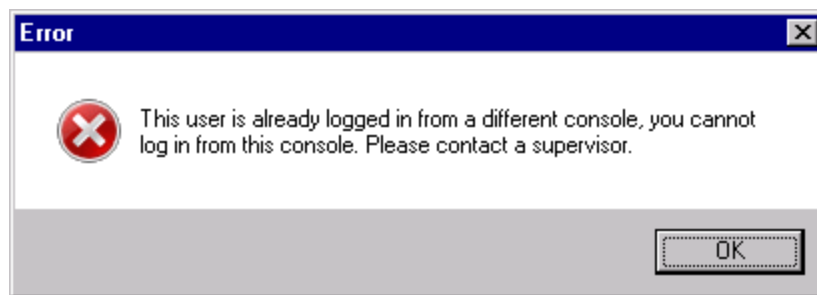 Error
This user is already logged in from a different console, you cannot
log in from this console. Please contact a supervisor.
OK